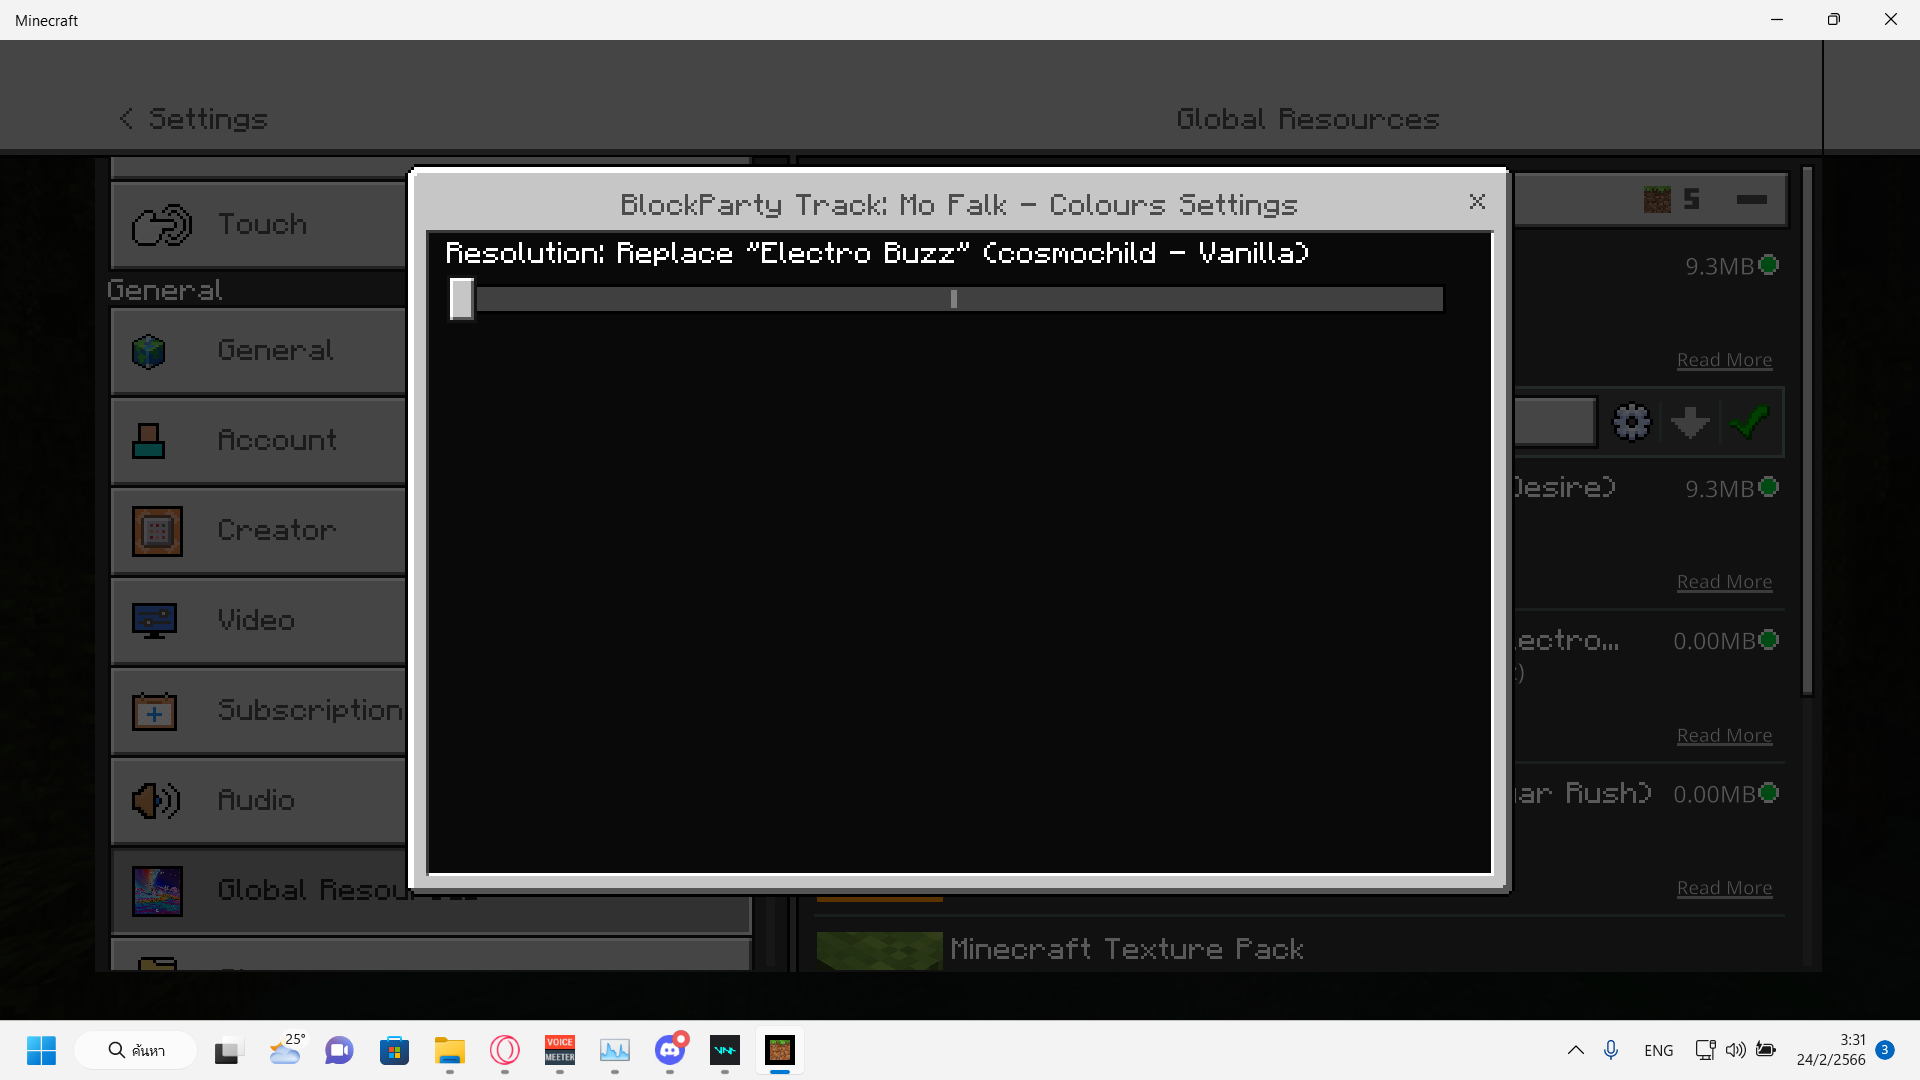 Minecraft
Settings
Global Resources
Touch
General
General
Account
Creator
Video
Subscription
Audio
Global Resou
BlockParty Track: Mo Falk - Colours Settings
Resolution: Replace "Electro Buzz" (cosmochild - Vanilla)
5
9.3MB
Read More
Desire)
9.3MB
Read More
lectro...
0.00MB
Read More
ar Rush)
0.00MB
Read More
Minecraft Texture Pack
ค้นหา
25°
VOICE
MEETER
ENG
3:31
24/2/2566
3